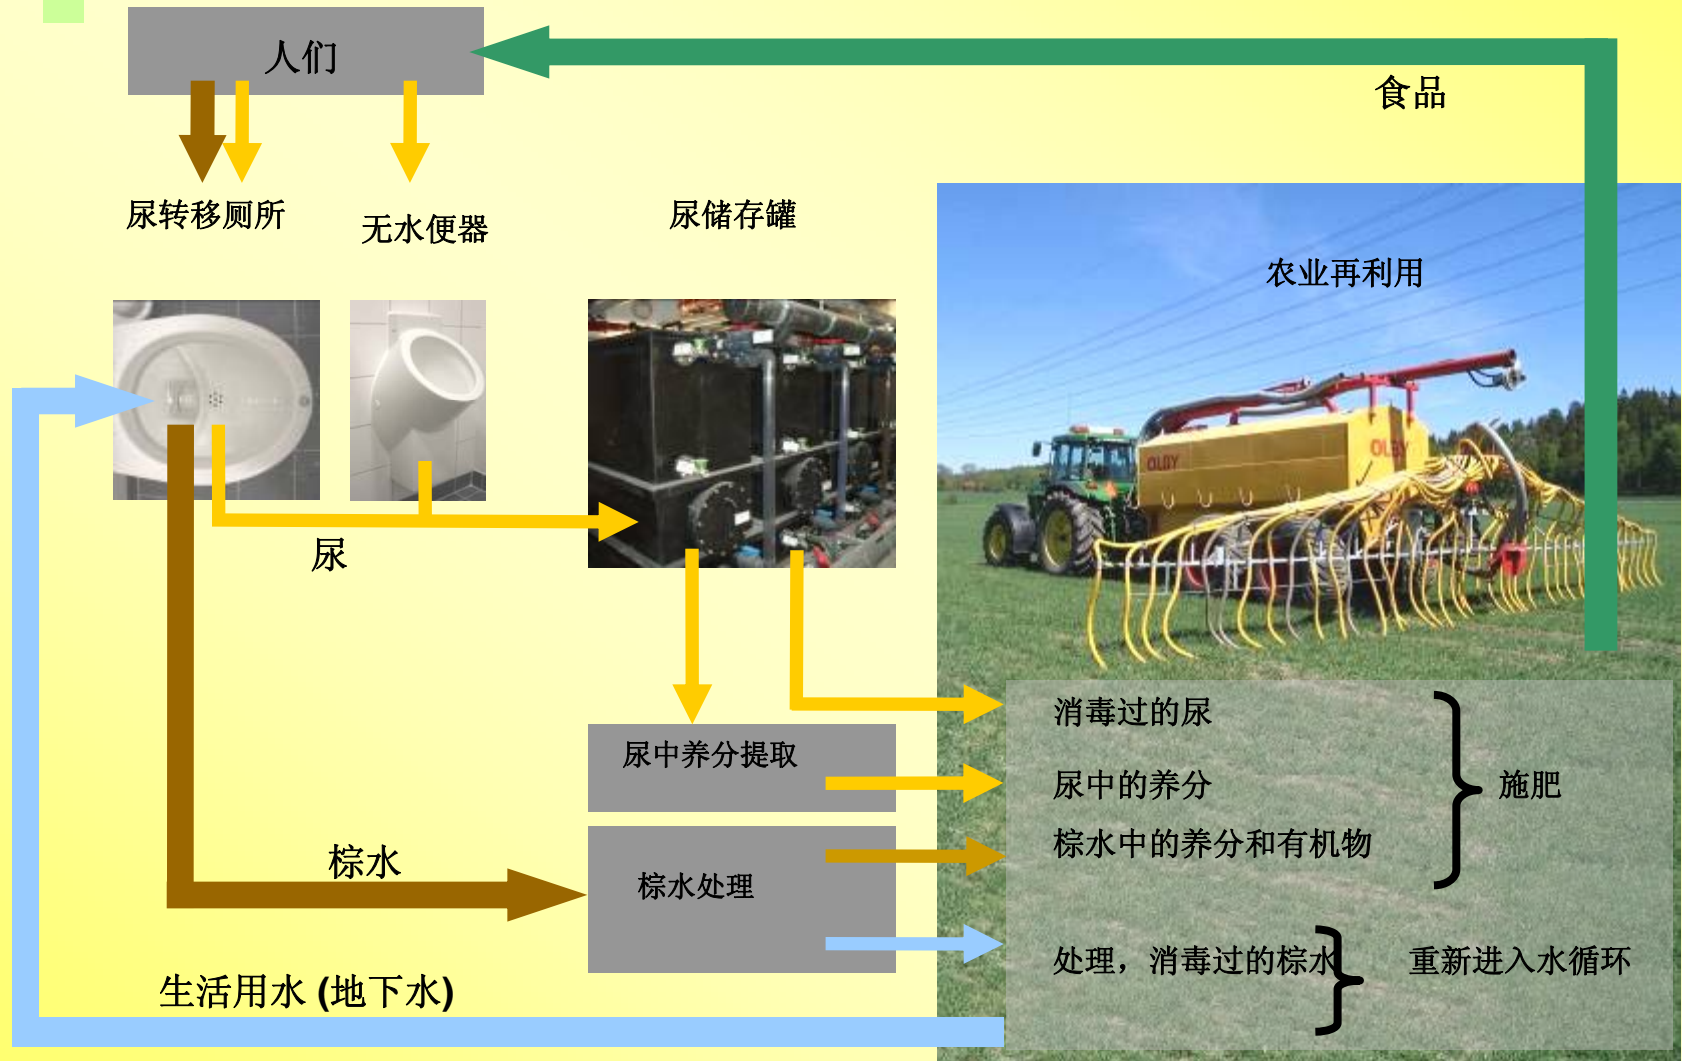 人们
食品
尿转移厕所
无水便器
尿储存罐
农业再利用
OLBY
OLBY
尿
消毒过的尿
尿中养分提取
尿中的养分
施肥
棕水中的养分和有机物
棕水
棕水处理
处理，消毒过的棕水
重新进入水循环
生活用水 (地下水)